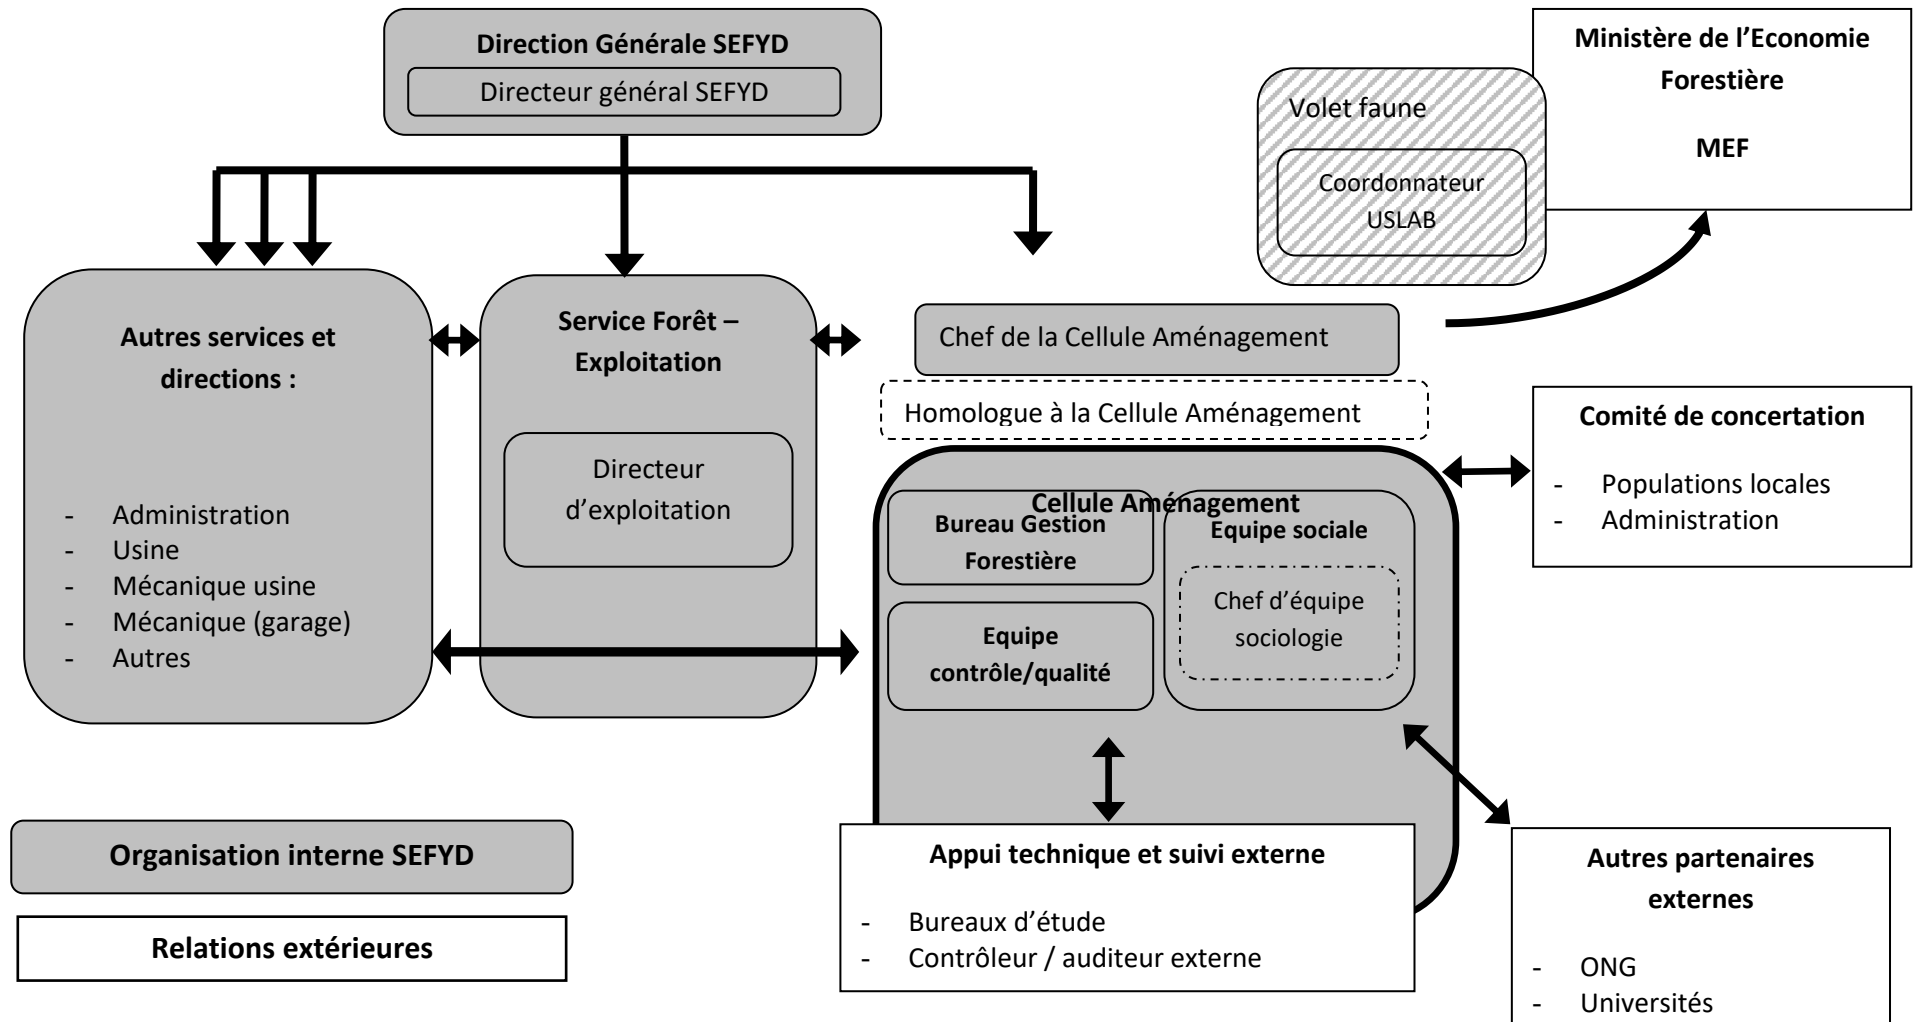 Direction Générale SEFYD
Directeur général SEFYD
Ministère de l’Economie
Forestière
MEF
Volet faune
Coordonnateur
USLAB
Autres services et
directions :
- Administration
- Usine
- Mécanique usine
- Mécanique (garage)
- Autres
Service Forêt –
Exploitation
Directeur
d’exploitation
Chef de la Cellule Aménagement
Homologue à la Cellule Aménagement
Cellule Aménagement
Bureau Gestion
Forestière
Equipe
contrôle/qualité
Equipe sociale
Chef d’équipe
sociologie
Comité de concertation
- Populations locales
- Administration
Appui technique et suivi externe
- Bureaux d’étude
- Contrôleur / auditeur externe
Autres partenaires
externes
- ONG
- Universités
Organisation interne SEFYD
Relations extérieures